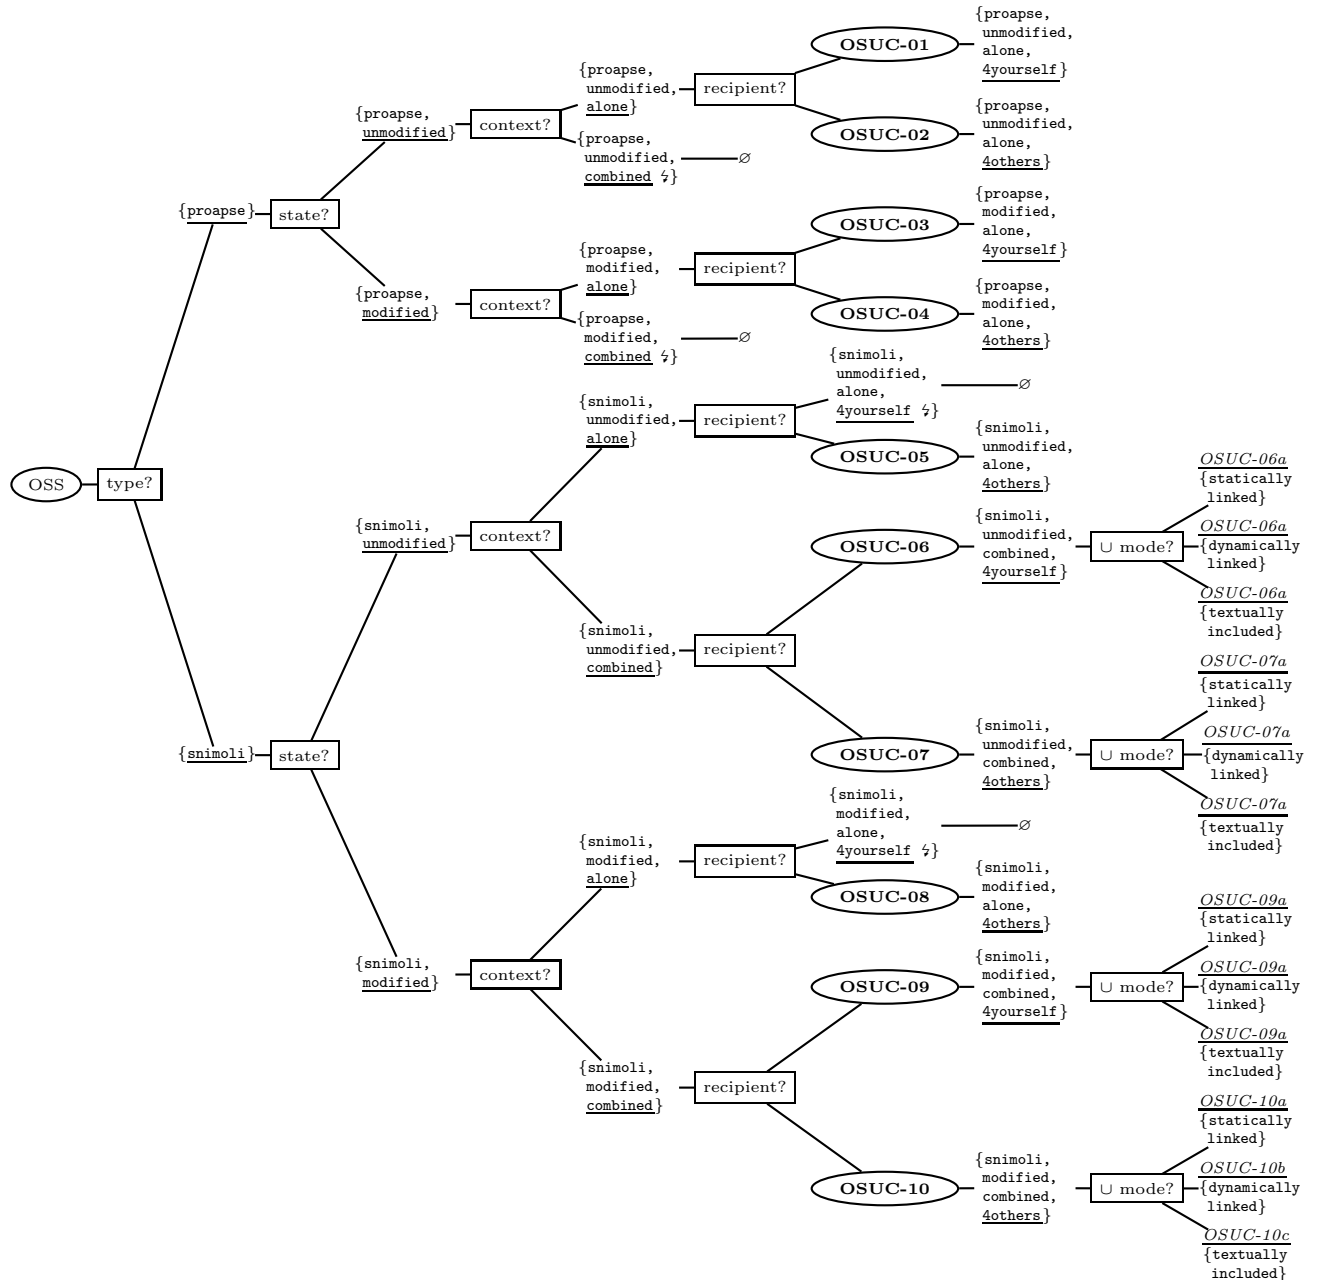 OSS
type?
{proapse}
state?
{proapse,
unmodified}
context?
{proapse,
unmodified,
alone}
recipient?
OSUC-01
{proapse,
unmodified,
alone,
4yourself}
OSUC-02
{proapse,
unmodified,
alone,
4others}
{proapse,
unmodified,
combined ϟ}
∅
{proapse,
modified}
context?
{proapse,
modified,
alone}
recipient?
OSUC-03
{proapse,
modified,
alone,
4yourself}
OSUC-04
{proapse,
modified,
alone,
4others}
{proapse,
modified,
combined ϟ}
∅
{snimoli}
state?
{snimoli,
unmodified}
context?
{snimoli,
unmodified,
alone}
recipient?
{snimoli,
unmodified,
alone,
4yourself ϟ}
∅
OSUC-05
{snimoli,
unmodified,
alone,
4others}
{snimoli,
unmodified,
combined}
recipient?
OSUC-06
{snimoli,
unmodified,
combined,
4yourself}
∪ mode?
OSUC-06a
{statically
linked}
OSUC-06a
{dynamically
linked}
OSUC-06a
{textually
included}
OSUC-07
{snimoli,
unmodified,
combined,
4others}
∪ mode?
OSUC-07a
{statically
linked}
OSUC-07a
{dynamically
linked}
OSUC-07a
{textually
included}
{snimoli,
modified}
context?
{snimoli,
modified,
alone}
recipient?
{snimoli,
modified,
alone,
4yourself ϟ}
∅
OSUC-08
{snimoli,
modified,
alone,
4others}
{snimoli,
modified,
combined}
recipient?
OSUC-09
{snimoli,
modified,
combined,
4yourself}
∪ mode?
OSUC-09a
{statically
linked}
OSUC-09a
{dynamically
linked}
OSUC-09a
{textually
included}
OSUC-10
{snimoli,
modified,
combined,
4others}
∪ mode?
OSUC-10a
{statically
linked}
OSUC-10b
{dynamically
linked}
OSUC-10c
{textually
included}